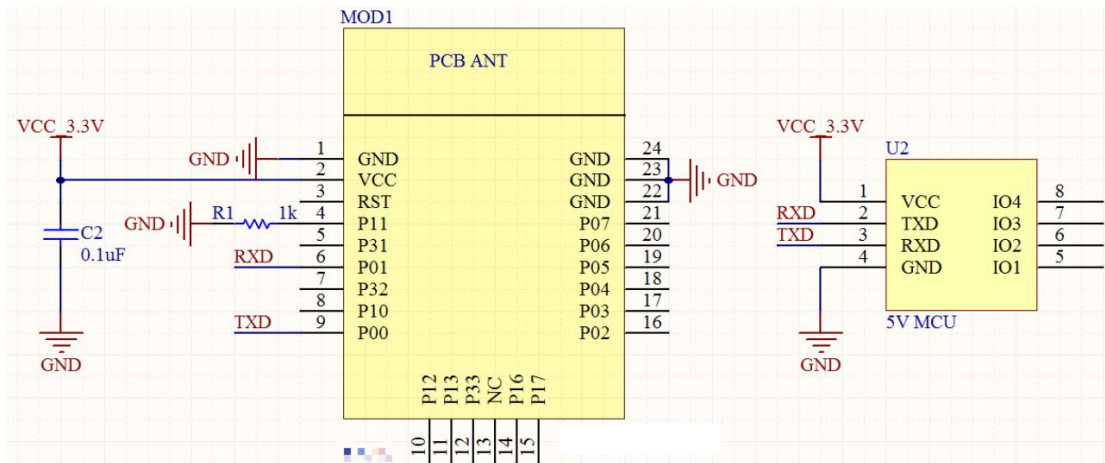 MOD1
PCB ANT
VCC_3.3V
GND
1 GND
2 VCC
3 RST
GND R1 1k 4 P11
5 P31
RXD 6 P01
7 P32
8 P10
TXD 9 P00
C2
0.1uF
GND
GND 24
GND 23 GND
GND 22
P07 21
P06 20
P05 19
P04 18
P03 17
P02 16
P12 P13 P33 NC P16 P17
10 11 12 13 14 15
VCC_3.3V
U2
1 VCC IO4 8
RXD 2 TXD IO3 7
TXD 3 RXD IO2 6
4 GND IO1 5
5V MCU
GND